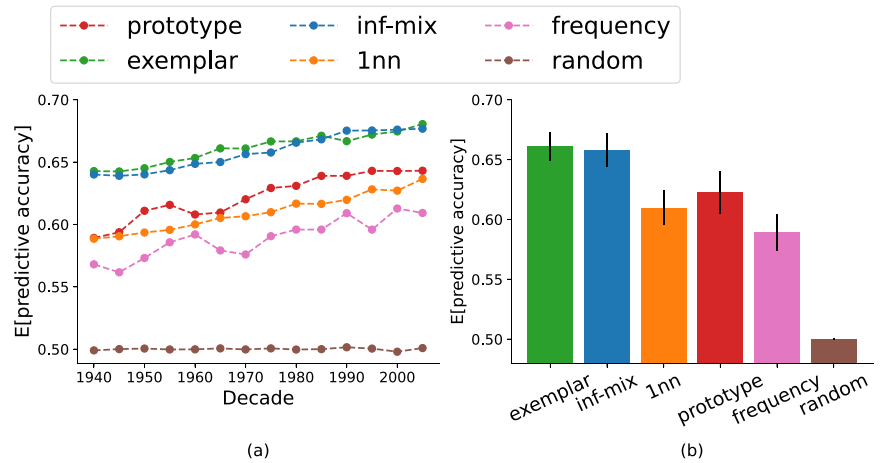 prototype inf-mix frequency
exemplar 1nn random
E[predictive accuracy]
0.70
0.65
0.60
0.55
0.50
1940 1950 1960 1970 1980 1990 2000
Decade
(a)
E[predictive accuracy]
0.70
0.65
0.60
0.55
0.50
exemplar inf-mix 1nn prototype frequency random
(b)